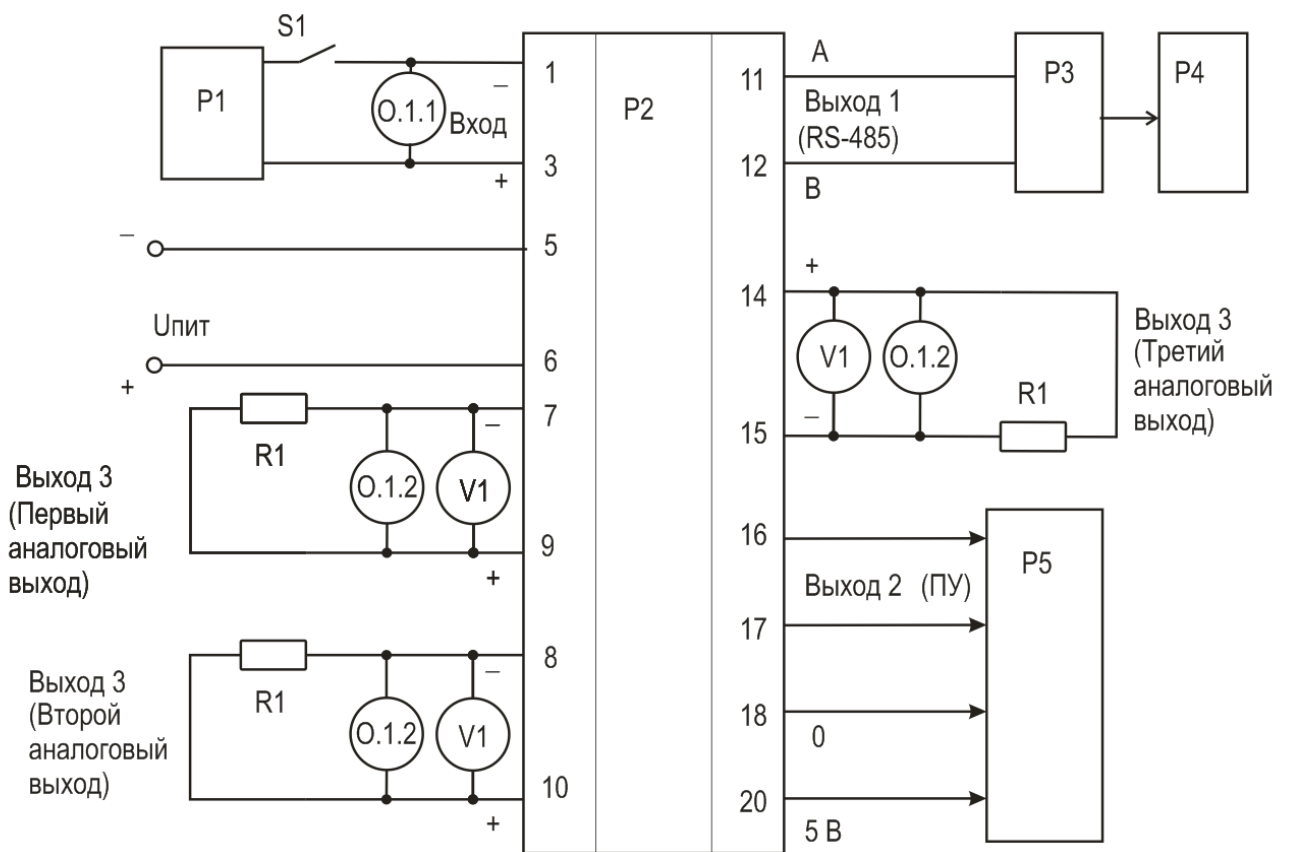 S1
P1
O.1.1
Вход
–
+
1
3
–
5
Uпит
+
6
7
–
R1
O.1.2
V1
Выход 3
(Первый
аналоговый
выход)
9
+
8
–
R1
O.1.2
V1
Выход 3
(Второй
аналоговый
выход)
10
+
P2
11
A
Выход 1
(RS-485)
12
B
P3
P4
+
14
V1
O.1.2
–
15
R1
Выход 3
(Третий
аналоговый
выход)
16
Выход 2 (ПУ)
17
18
0
20
5 В
P5